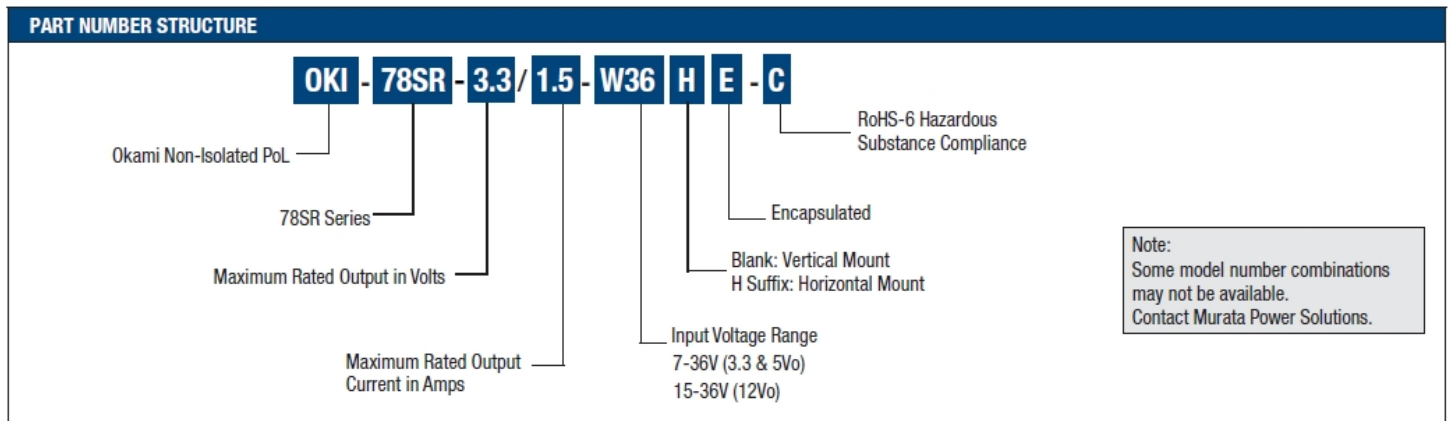 PART NUMBER STRUCTURE
OKI - 78SR - 3.3 / 1.5 - W36 H E - C
RoHS-6 Hazardous
Substance Compliance
Okami Non-Isolated PoL
Encapsulated
78SR Series
Blank: Vertical Mount
H Suffix: Horizontal Mount
Maximum Rated Output in Volts
Input Voltage Range
7-36V (3.3 & 5Vo)
15-36V (12Vo)
Maximum Rated Output
Current in Amps
Note:
Some model number combinations
may not be available.
Contact Murata Power Solutions.